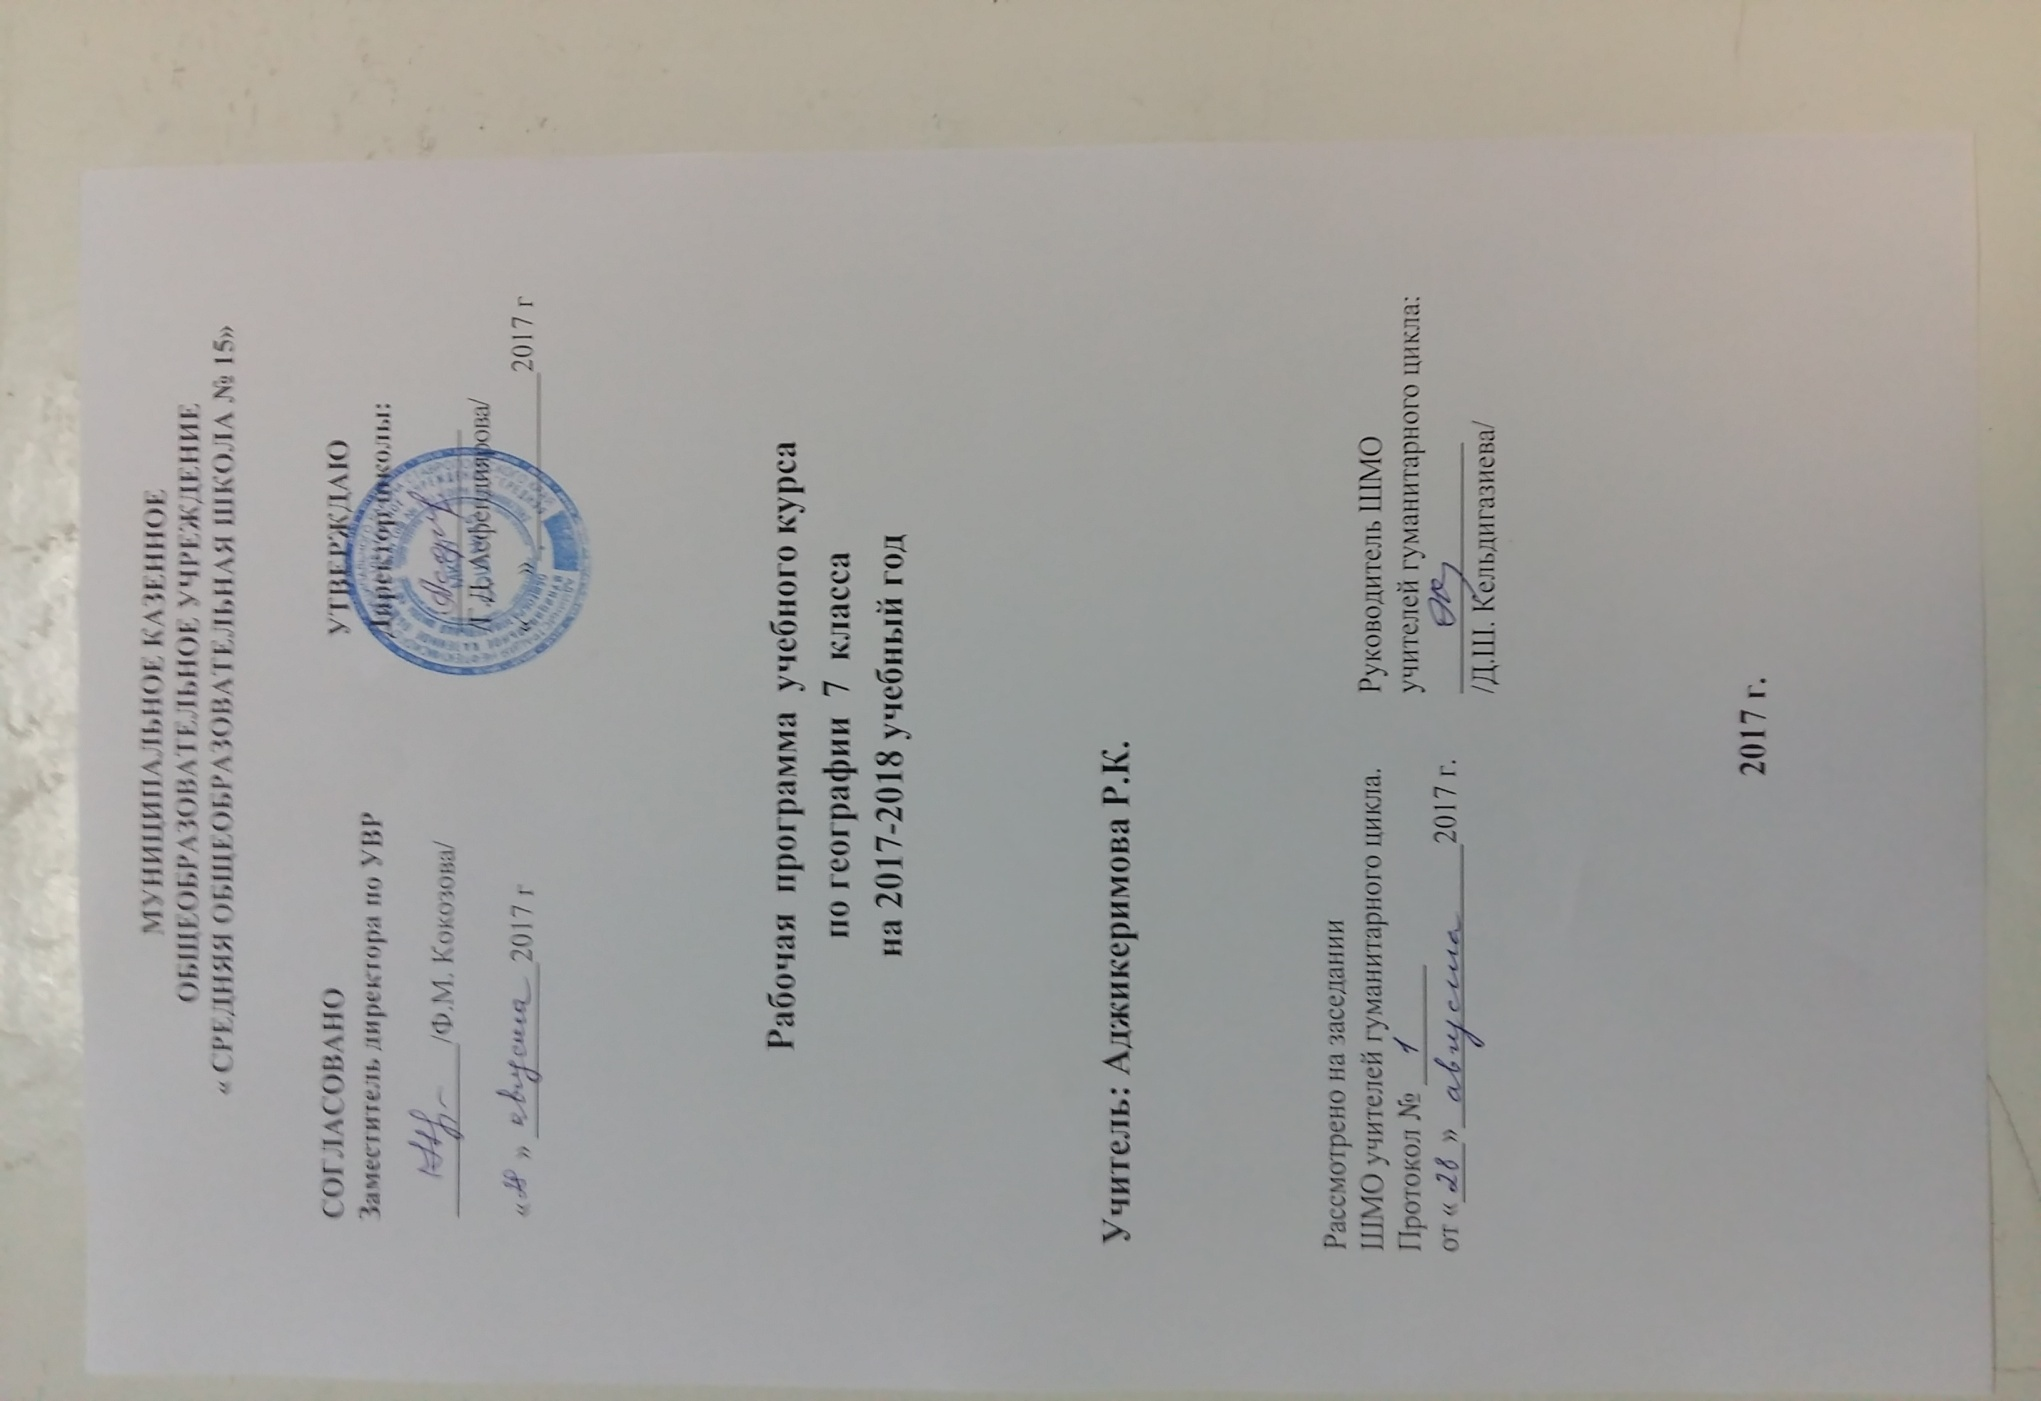 МУНИЦИПАЛЬНОЕ КАЗЕННОЕ
ОБЩЕОБРАЗОВАТЕЛЬНОЕ УЧРЕЖДЕНИЕ
« СРЕДНЯЯ ОБЩЕОБРАЗОВАТЕЛЬНАЯ ШКОЛА № 15»
СОГЛАСОВАНО
Заместитель директора по УВР
/Ф.М. Кокозова/
« » августа 2017 г
УТВЕРЖДАЮ
Директор школы:
« » 2017 г
Рабочая программа учебного курса
по географии 7 класса
на 2017-2018 учебный год
Учитель: Аджикеримова Р.К.
Рассмотрено на заседании
ШМО учителей гуманитарного цикла.
Протокол № 1
от « 28 » августа 2017 г.
Руководитель ШМО
учителей гуманитарного цикла:
/Д.Ш. Кельдигазиева/
2017 г.